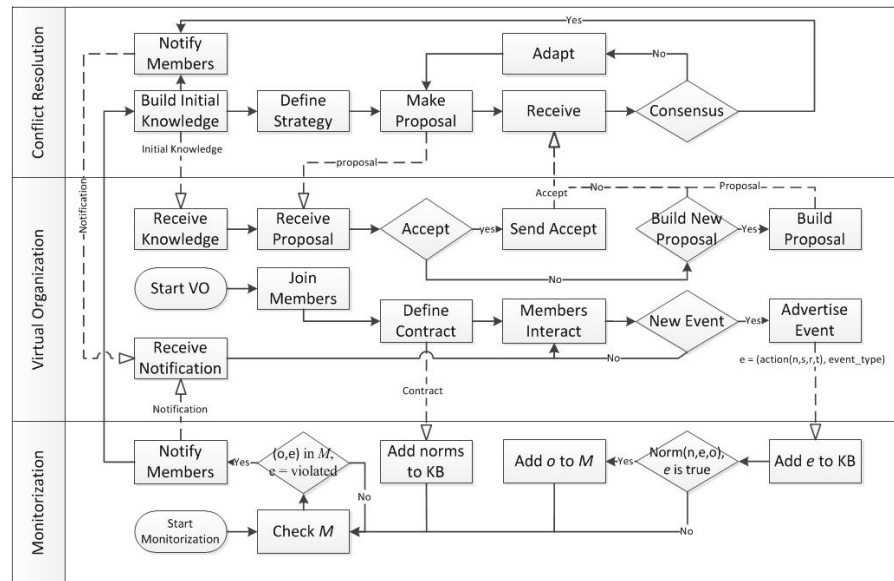 Conflict Resolution
Notify
Members
Yes
Adapt
No
Build Initial
Knowledge
Define
Strategy
Make
Proposal
Receive
Consensus
Initial Knowledge
proposal
Notification
Virtual Organization
Accept
No
Proposal
Receive
Knowledge
Receive
Proposal
Accept
yes
Send Accept
Build New
Proposal
Yes
Build
Proposal
No
Start VO
Join
Members
Define
Contract
Members
Interact
New Event
Yes
Advertise
Event
Receive
Notification
No
e = (action(n,s,r,t), event_type)
Notification
Contract
Monitorization
Notify
Members
Yes
(o,e) in M,
e = violated
No
Add norms
to KB
Add o to M
Yes
Norm(n,e,o),
e is true
Add e to KB
No
Start
Monitorization
Check M